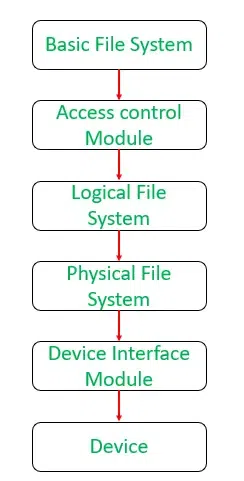 Basic File System
Access control
Module
Logical File
System
Physical File
System
Device Interface
Module
Device